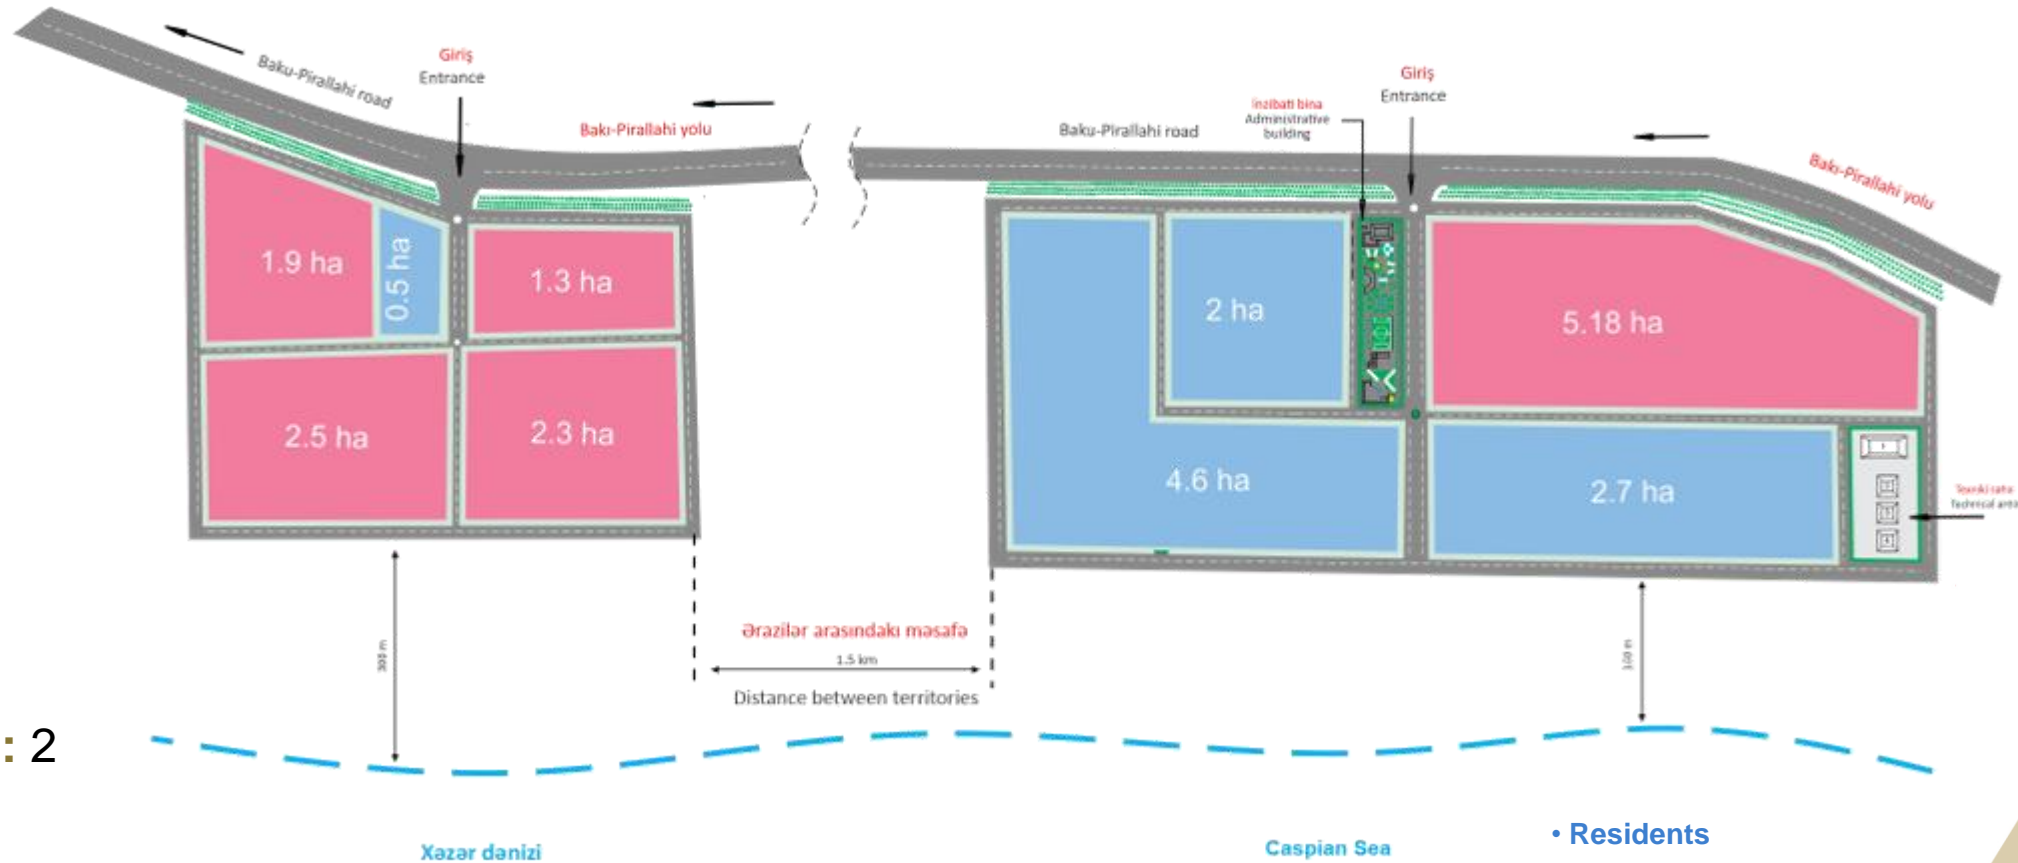 Giriş
Entrance
Baku-Pirallahi road
Bakı-Pirallahi yolu
Giriş
Entrance
İnzibati bina
Administrative
building
Baku-Pirallahi road
Bakı-Pirallahi yolu
1.9 ha
0.5 ha
1.3 ha
2.5 ha
2.3 ha
2 ha
5.18 ha
4.6 ha
2.7 ha
Texniki sahə
Technical area
300 m
Ərazilər arasındakı məsafə
1.5 km
Distance between territories
: 2
Xəzər dənizi
Caspian Sea
• Residents